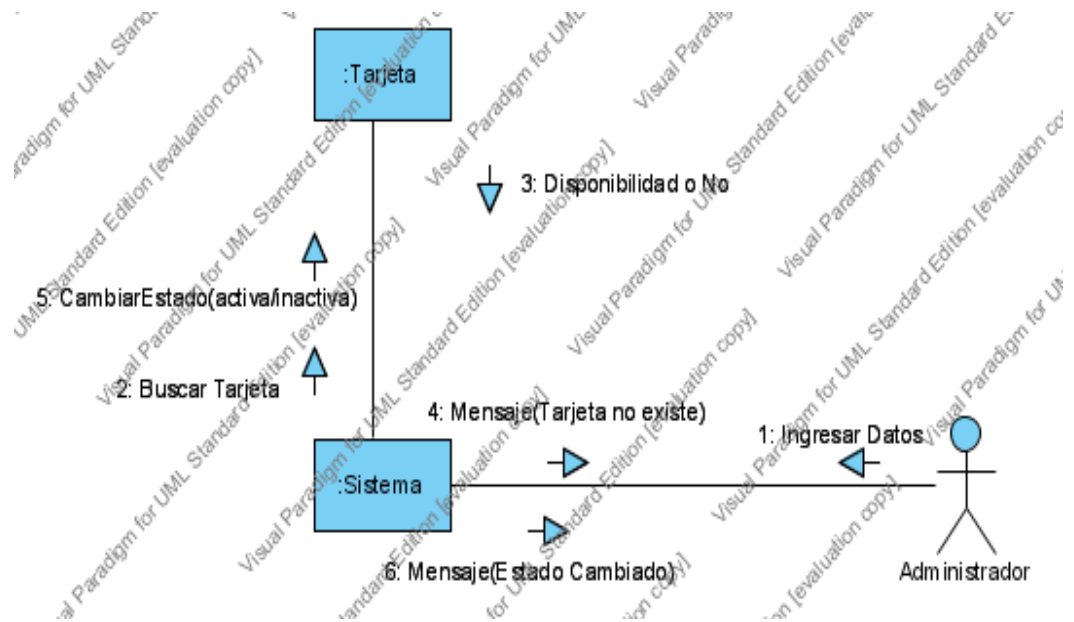 :Tarjeta
3: Disponibilidad o No
5: CambiarEstado(activa/inactiva)
2: Buscar Tarjeta
4: Mensaje(Tarjeta no existe)
1: Ingresar Datos
:Sistema
6: Mensaje(Estado Cambiado)
Administrador
Visual Paradigm for UML Standard Edition [evaluation copy]